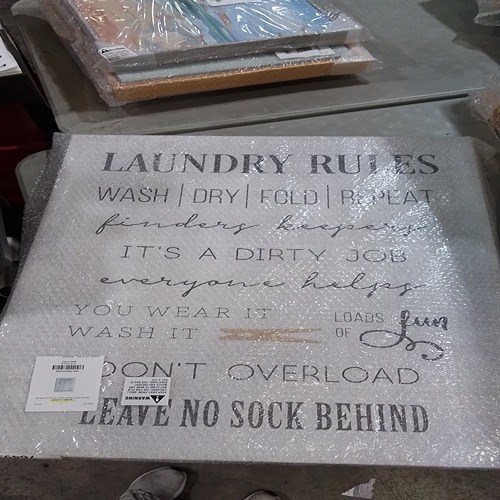 LAUNDRY RULES
WASH | DRY | FOLD | REPEAT
finders keepers
IT'S A DIRTY JOB
everyone helps
YOU WEAR IT
WASH IT
LOADS
OF fun
DON'T OVERLOAD
WARNING
LEAVE NO SOCK BEHIND